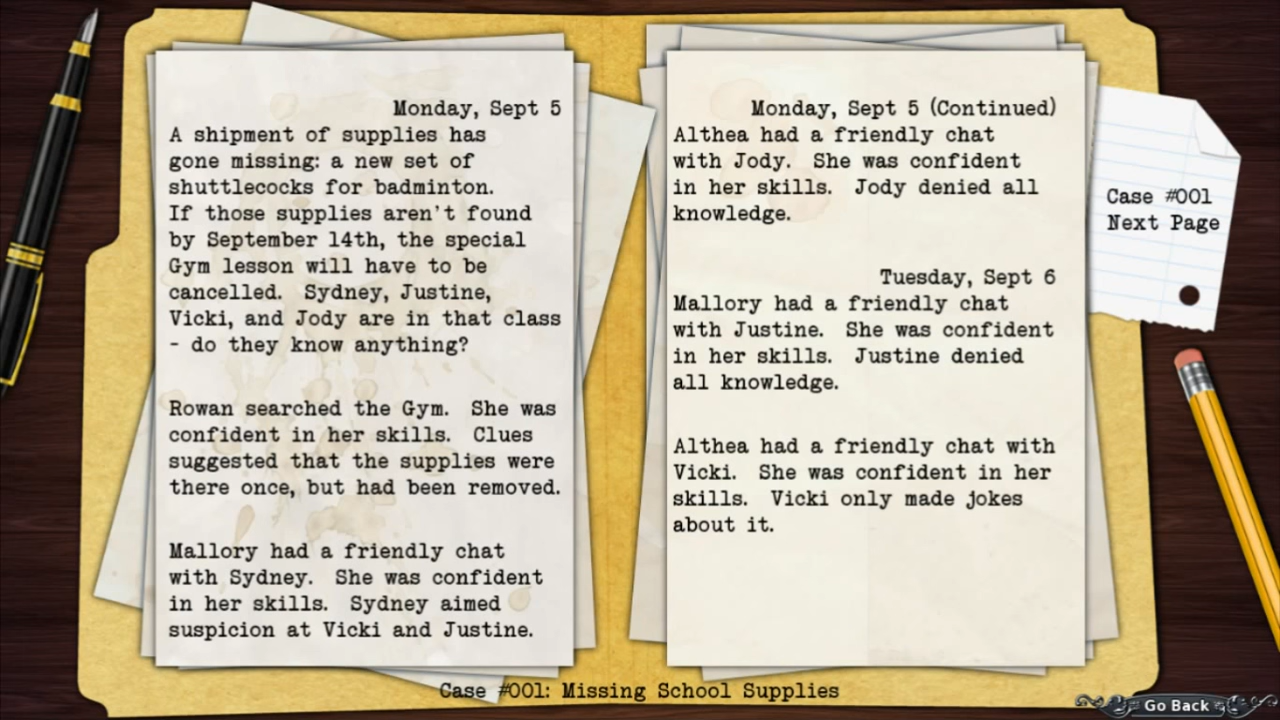 Monday, Sept 5
A shipment of supplies has
gone missing: a new set of
shuttlecocks for badminton.
If those supplies aren't found
by September 14th, the special
Gym lesson will have to be
cancelled.  Sydney, Justine,
Vicki, and Jody are in that class
- do they know anything?
Rowan searched the Gym.  She was
confident in her skills.  Clues
suggested that the supplies were
there once, but had been removed.
Mallory had a friendly chat
with Sydney.  She was confident
in her skills.  Sydney aimed
suspicion at Vicki and Justine.
Monday, Sept 5 (Continued)
Althea had a friendly chat
with Jody.  She was confident
in her skills.  Jody denied all
knowledge.
Tuesday, Sept 6
Mallory had a friendly chat
with Justine.  She was confident
in her skills.  Justine denied
all knowledge.
Althea had a friendly chat with
Vicki.  She was confident in her
skills.  Vicki only made jokes
about it.
Case #001
Next Page
Case #001: Missing School Supplies
Go Back